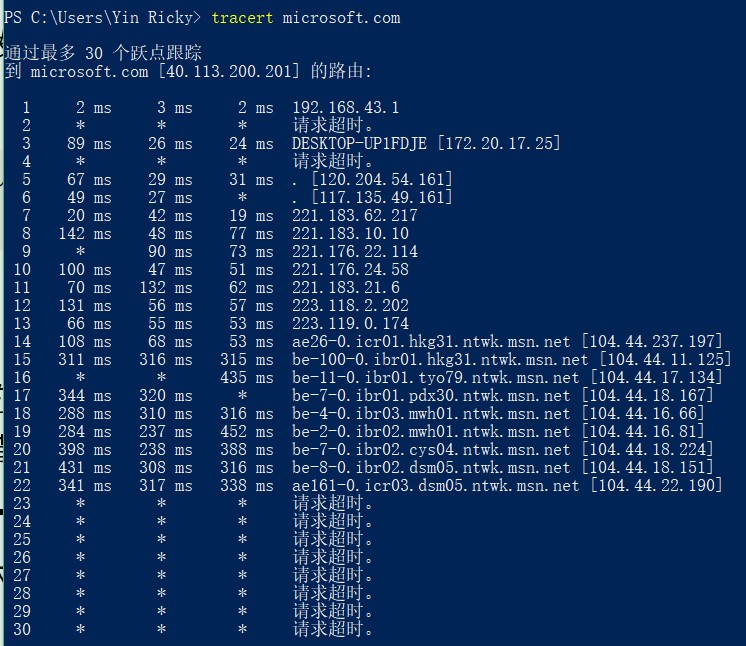 PS C:\Users\Yin Ricky> tracert microsoft.com
通过最多 30 个跃点跟踪
到 microsoft.com [40.113.200.201] 的路由:
1 2 ms 3 ms 2 ms 192.168.43.1
2 * * * 请求超时。
3 89 ms 26 ms 24 ms DESKTOP-UP1FDJE [172.20.17.25]
4 * * * 请求超时。
5 67 ms 29 ms 31 ms . [120.204.54.161]
6 49 ms 27 ms * . [117.135.49.161]
7 20 ms 42 ms 19 ms 221.183.62.217
8 142 ms 48 ms 77 ms 221.183.10.10
9 * 90 ms 73 ms 221.176.22.114
10 100 ms 47 ms 51 ms 221.176.24.58
11 70 ms 132 ms 62 ms 221.183.21.6
12 131 ms 56 ms 57 ms 223.118.2.202
13 66 ms 55 ms 53 ms 223.119.0.174
14 108 ms 68 ms 53 ms ae26-0.icr01.hkg31.ntwk.msn.net [104.44.237.197]
15 311 ms 316 ms 315 ms be-100-0.ibr01.hkg31.ntwk.msn.net [104.44.11.125]
16 * * 435 ms be-11-0.ibr01.tyo79.ntwk.msn.net [104.44.17.134]
17 344 ms 320 ms * be-7-0.ibr01.pdx30.ntwk.msn.net [104.44.18.167]
18 288 ms 310 ms 316 ms be-4-0.ibr03.mwh01.ntwk.msn.net [104.44.16.66]
19 284 ms 237 ms 452 ms be-2-0.ibr02.mwh01.ntwk.msn.net [104.44.16.81]
20 398 ms 238 ms 388 ms be-7-0.ibr02.cys04.ntwk.msn.net [104.44.18.224]
21 431 ms 308 ms 316 ms be-8-0.ibr02.dsm05.ntwk.msn.net [104.44.18.151]
22 341 ms 317 ms 338 ms ae161-0.icr03.dsm05.ntwk.msn.net [104.44.22.190]
23 * * * 请求超时。
24 * * * 请求超时。
25 * * * 请求超时。
26 * * * 请求超时。
27 * * * 请求超时。
28 * * * 请求超时。
29 * * * 请求超时。
30 * * * 请求超时。